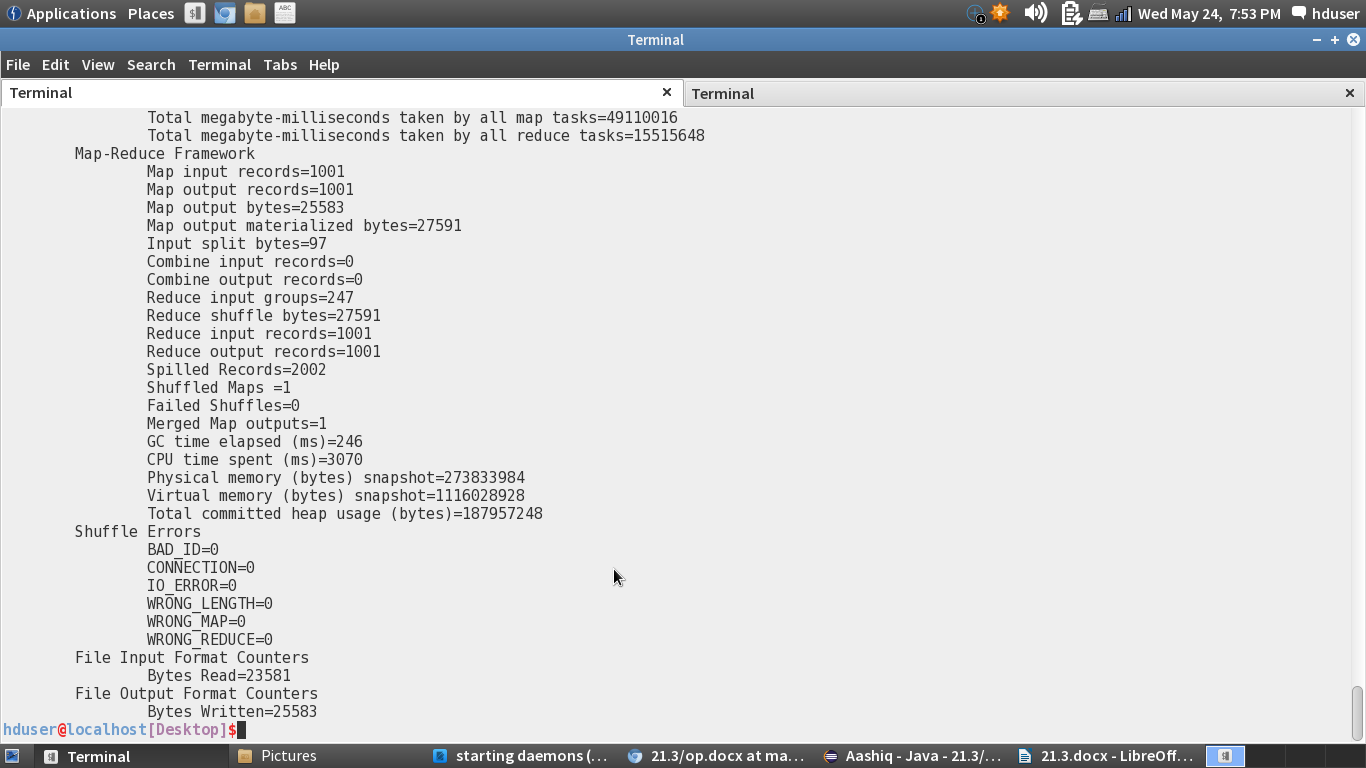 Applications Places Wed May 24, 7:53 PM hduser
Terminal
File Edit View Search Terminal Tabs Help
Terminal Terminal
Total megabyte-milliseconds taken by all map tasks=49110016
Total megabyte-milliseconds taken by all reduce tasks=15515648
Map-Reduce Framework
Map input records=1001
Map output records=1001
Map output bytes=25583
Map output materialized bytes=27591
Input split bytes=97
Combine input records=0
Combine output records=0
Reduce input groups=247
Reduce shuffle bytes=27591
Reduce input records=1001
Reduce output records=1001
Spilled Records=2002
Shuffled Maps =1
Failed Shuffles=0
Merged Map outputs=1
GC time elapsed (ms)=246
CPU time spent (ms)=3070
Physical memory (bytes) snapshot=273833984
Virtual memory (bytes) snapshot=1116028928
Total committed heap usage (bytes)=187957248
Shuffle Errors
BAD_ID=0
CONNECTION=0
IO_ERROR=0
WRONG_LENGTH=0
WRONG_MAP=0
WRONG_REDUCE=0
File Input Format Counters
Bytes Read=23581
File Output Format Counters
Bytes Written=25583
hduser@localhost[Desktop]$
Terminal Pictures starting daemons (... 21.3/op.docx at ma... Aashiq - Java - 21.3/... 21.3.docx - LibreOff...